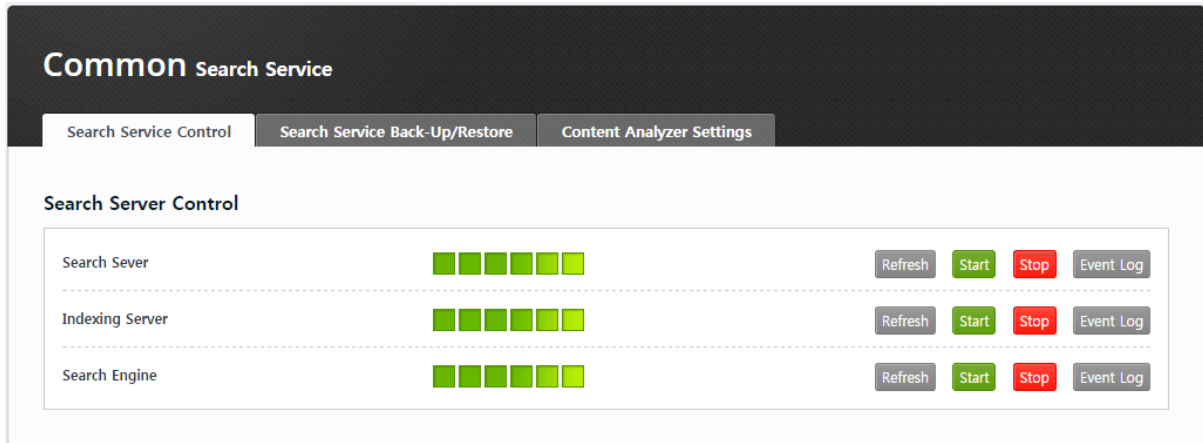 Common Search Service
Search Service Control Search Service Back-Up/Restore Content Analyzer Settings
Search Server Control
Search Sever Refresh Start Stop Event Log
Indexing Server Refresh Start Stop Event Log
Search Engine Refresh Start Stop Event Log